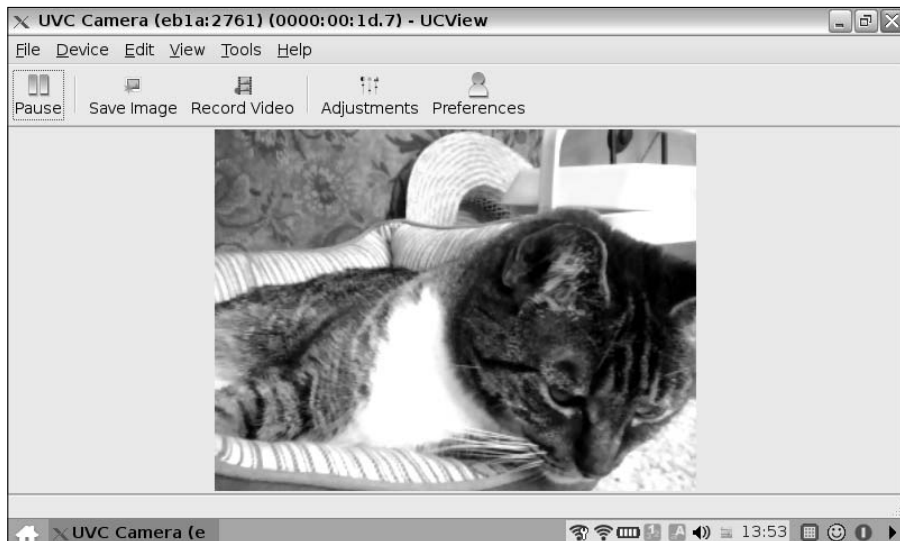 UVC Camera (eb1a:2761) (0000:00:1d.7) - UCView
File Device Edit View Tools Help
Pause Save Image Record Video Adjustments Preferences
UVC Camera (e
1 A 13:53